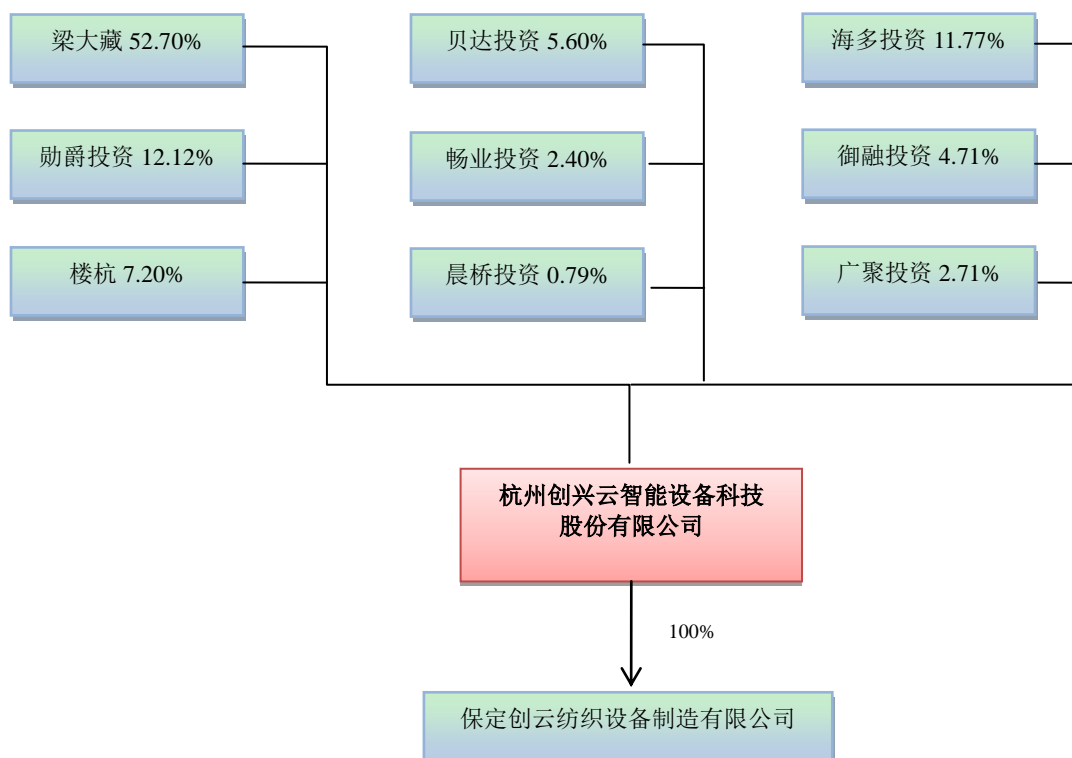 梁大藏 52.70%
贝达投资 5.60%
海多投资 11.77%
勋爵投资 12.12%
畅业投资 2.40%
御融投资 4.71%
楼杭 7.20%
晨桥投资 0.79%
广聚投资 2.71%
杭州创兴云智能设备科技
股份有限公司
100%
保定创云纺织设备制造有限公司